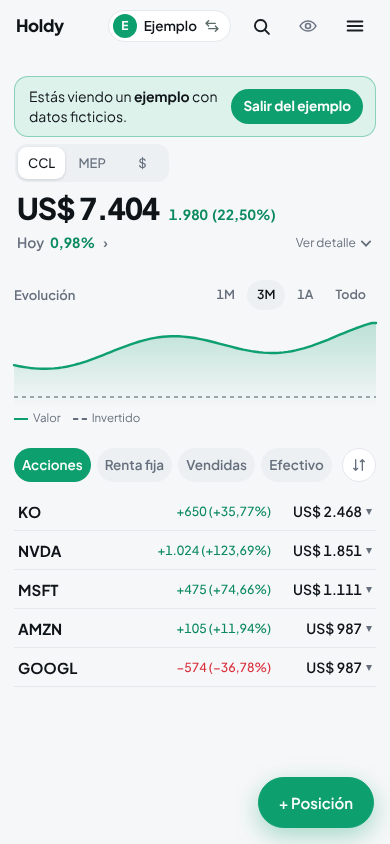 Holdy
E Ejemplo
Estás viendo un ejemplo con
datos ficticios.
Salir del ejemplo
CCL MEP $
US$ 7.404 1.980 (22,50%)
Hoy 0,98% ›
Ver detalle
Evolución 1M 3M 1A Todo
Valor Invertido
Acciones Renta fija Vendidas Efectivo
KO +650 (+35,77%) US$ 2.468
NVDA +1.024 (+123,69%) US$ 1.851
MSFT +475 (+74,66%) US$ 1.111
AMZN +105 (+11,94%) US$ 987
GOOGL −574 (−36,78%) US$ 987
+ Posición